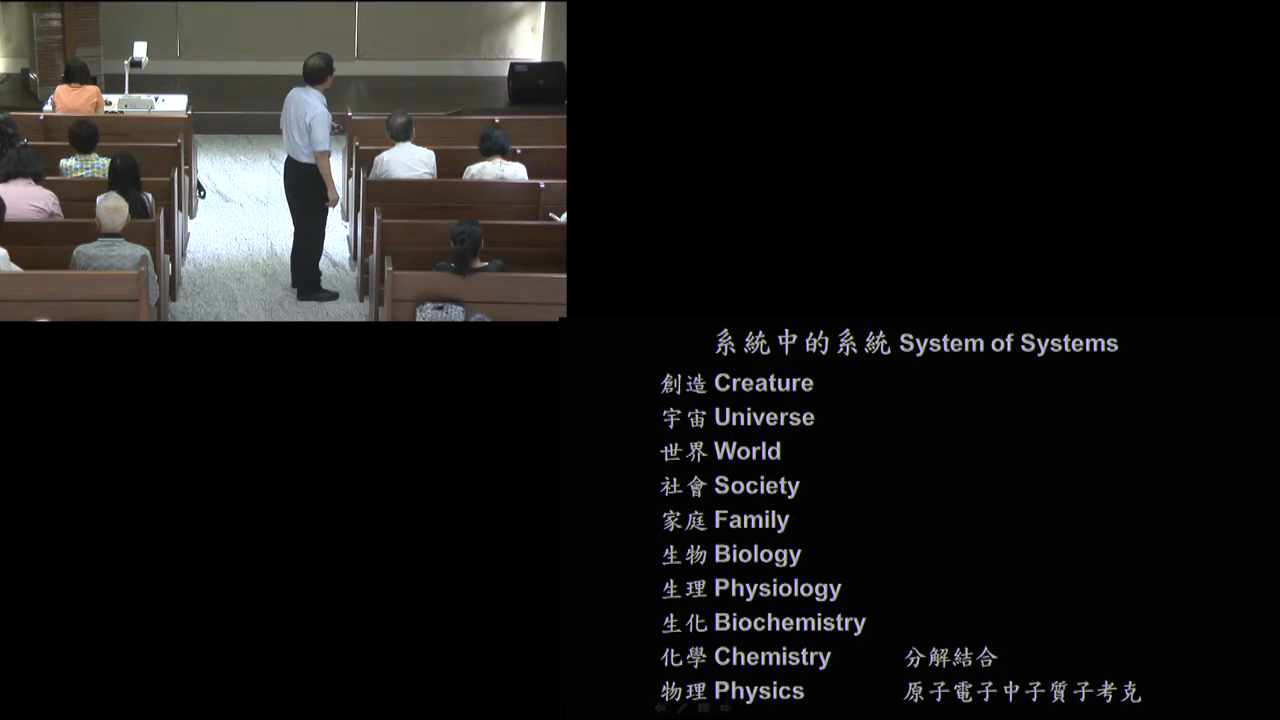 系統中的系統 System of Systems
創造 Creature
宇宙 Universe
世界 World
社會 Society
家庭 Family
生物 Biology
生理 Physiology
生化 Biochemistry
化學 Chemistry 分解結合
物理 Physics 原子電子中子質子考克